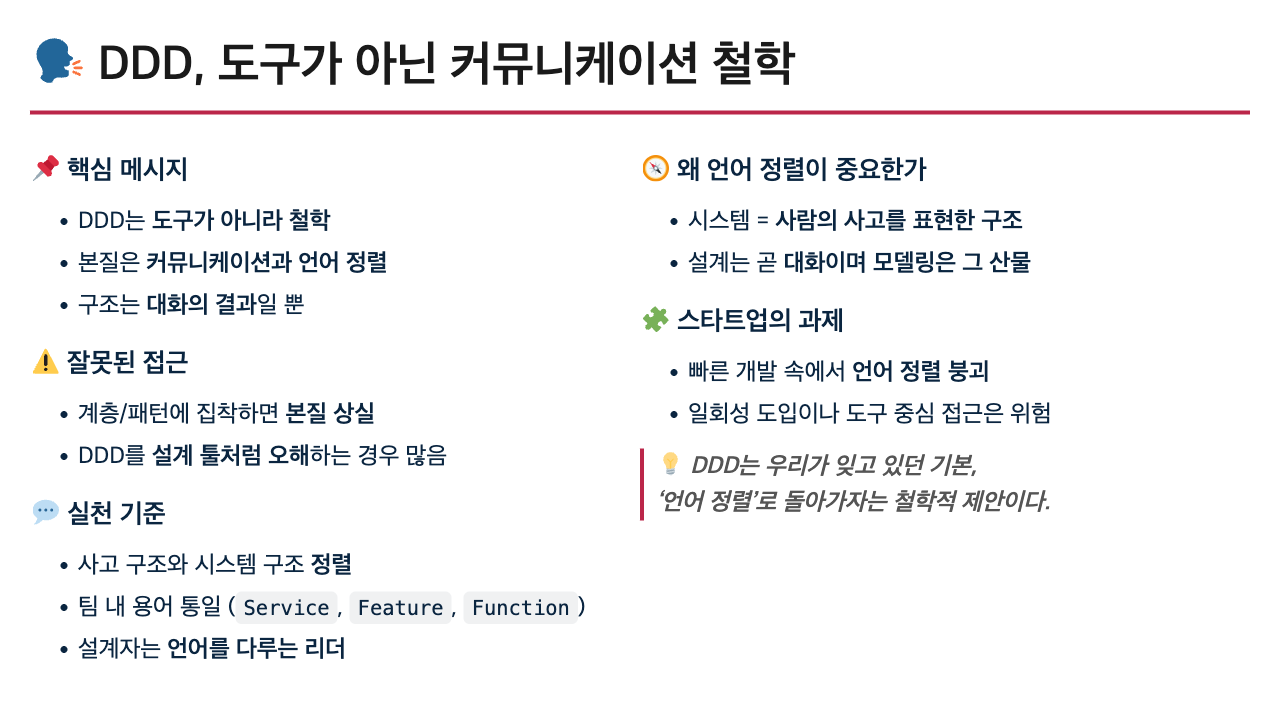 🗣️ DDD, 도구가 아닌 커뮤니케이션 철학
📌 핵심 메시지
• DDD는 도구가 아니라 철학
• 본질은 커뮤니케이션과 언어 정렬
• 구조는 대화의 결과일 뿐
⚠️ 잘못된 접근
• 계층/패턴에 집착하면 본질 상실
• DDD를 설계 툴처럼 오해하는 경우 많음
💬 실천 기준
• 사고 구조와 시스템 구조 정렬
• 팀 내 용어 통일 (Service, Feature, Function)
• 설계자는 언어를 다루는 리더
🧭 왜 언어 정렬이 중요한가
• 시스템 = 사람의 사고를 표현한 구조
• 설계는 곧 대화이며 모델링은 그 산물
🧩 스타트업의 과제
• 빠른 개발 속에서 언어 정렬 붕괴
• 일회성 도입이나 도구 중심 접근은 위험
💡 DDD는 우리가 잊고 있던 기본,
‘언어 정렬’로 돌아가자는 철학적 제안이다.